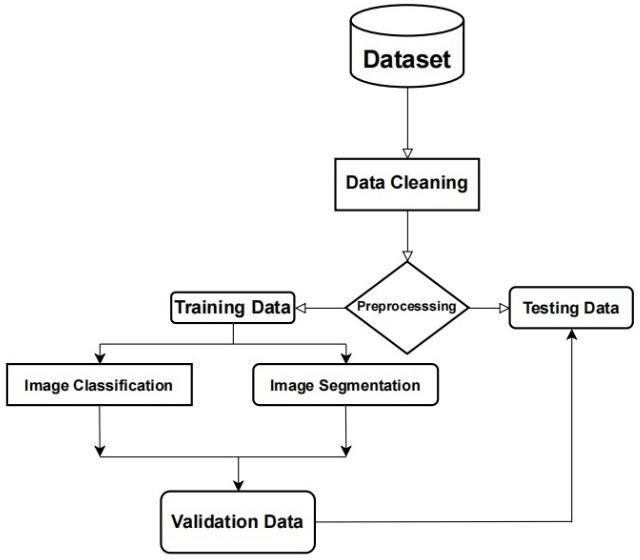 Dataset
Data Cleaning
Preprocesssing
Training Data
Testing Data
Image Classification
Image Segmentation
Validation Data